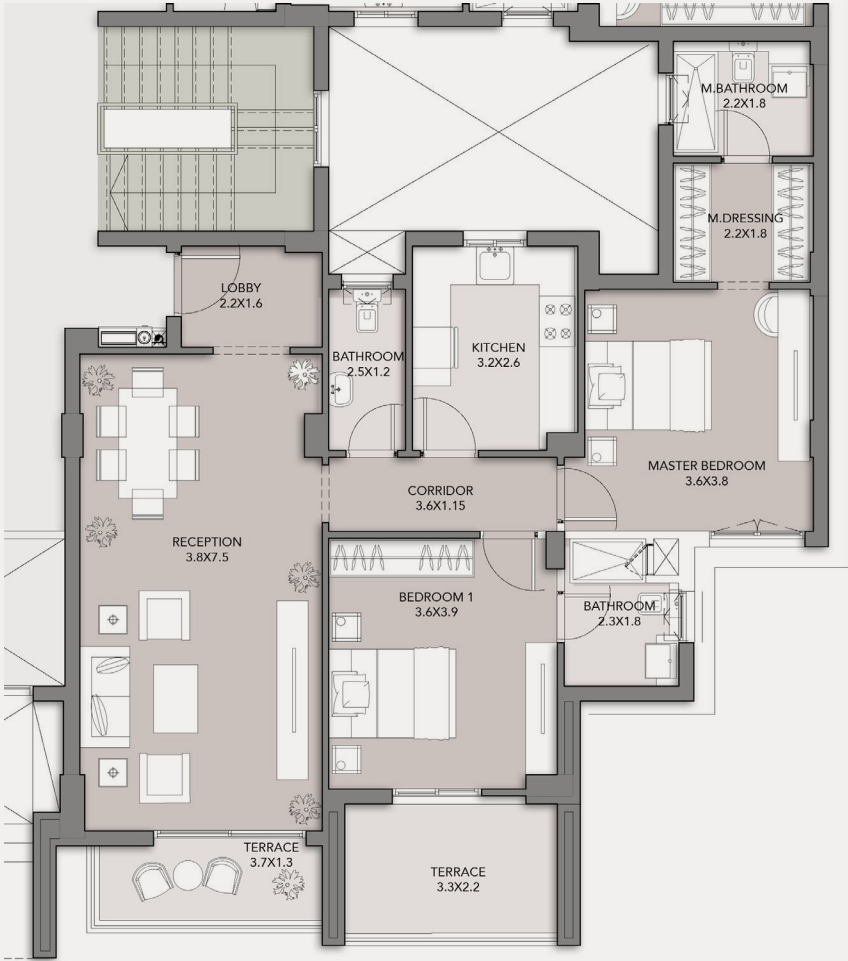 M.BATHROOM
2.2X1.8
M.DRESSING
2.2X1.8
LOBBY
2.2X1.6
BATHROOM
2.5X1.2
KITCHEN
3.2X2.6
MASTER BEDROOM
3.6X3.8
CORRIDOR
3.6X1.15
RECEPTION
3.8X7.5
BEDROOM 1
3.6X3.9
BATHROOM
2.3X1.8
TERRACE
3.7X1.3
TERRACE
3.3X2.2